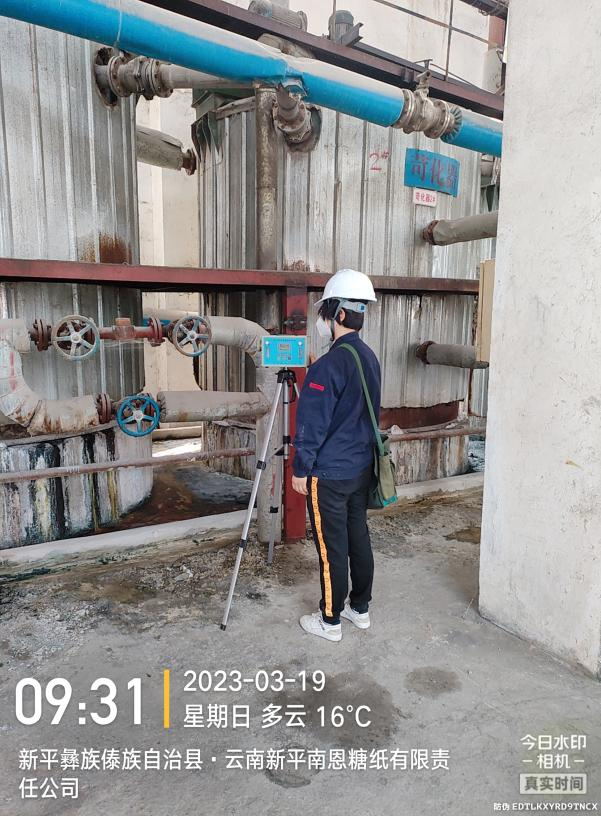 2#
苛化器
苛化器2#
09:31
2023-03-19
星期日 多云 16°C
新平彝族傣族自治县·云南新平南恩糖纸有限责
任公司
今日水印
相机
真实时间
防伪 EDTLKXYRD9TNCX